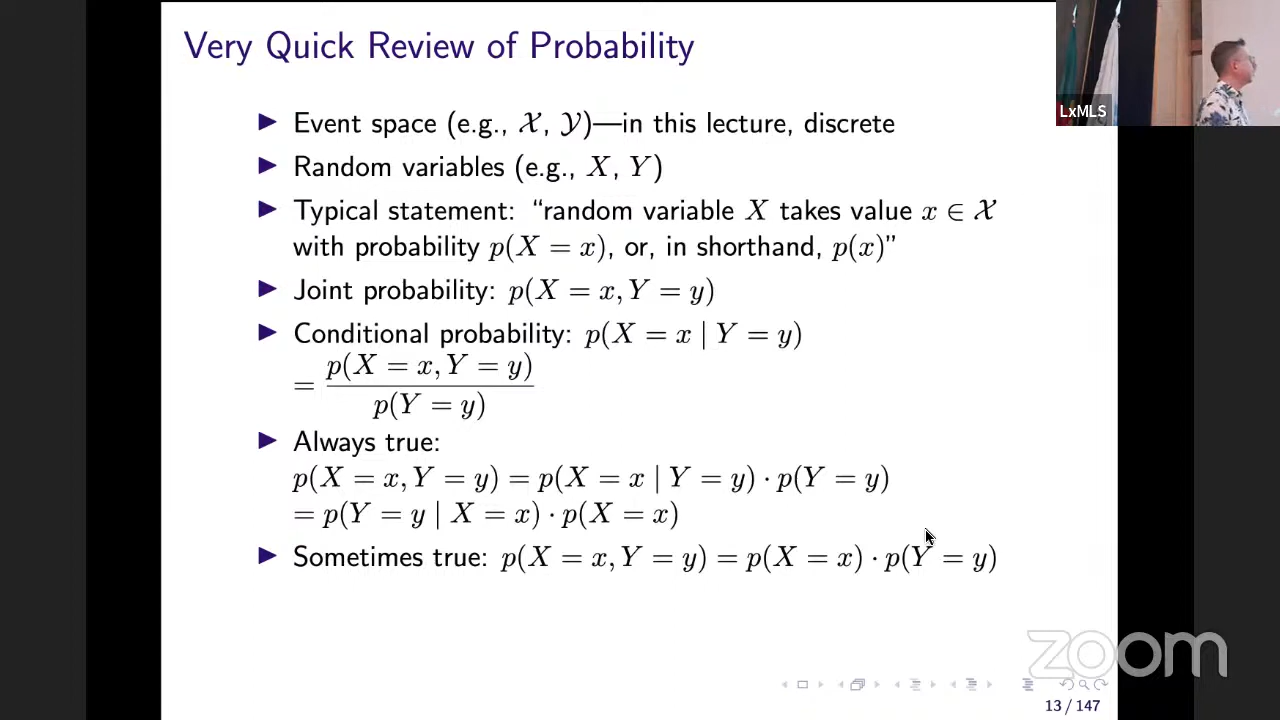 Very Quick Review of Probability
LxMLS
▶ Event space (e.g., 𝒳, 𝒴)—in this lecture, discrete
▶ Random variables (e.g., X, Y)
▶ Typical statement: “random variable X takes value x ∈ 𝒳
with probability p(X = x), or, in shorthand, p(x)”
▶ Joint probability: p(X = x, Y = y)
▶ Conditional probability: p(X = x | Y = y)
= p(X = x, Y = y)
p(Y = y)
▶ Always true:
p(X = x, Y = y) = p(X = x | Y = y) · p(Y = y)
= p(Y = y | X = x) · p(X = x)
▶ Sometimes true: p(X = x, Y = y) = p(X = x) · p(Y = y)
zoom
13 / 147